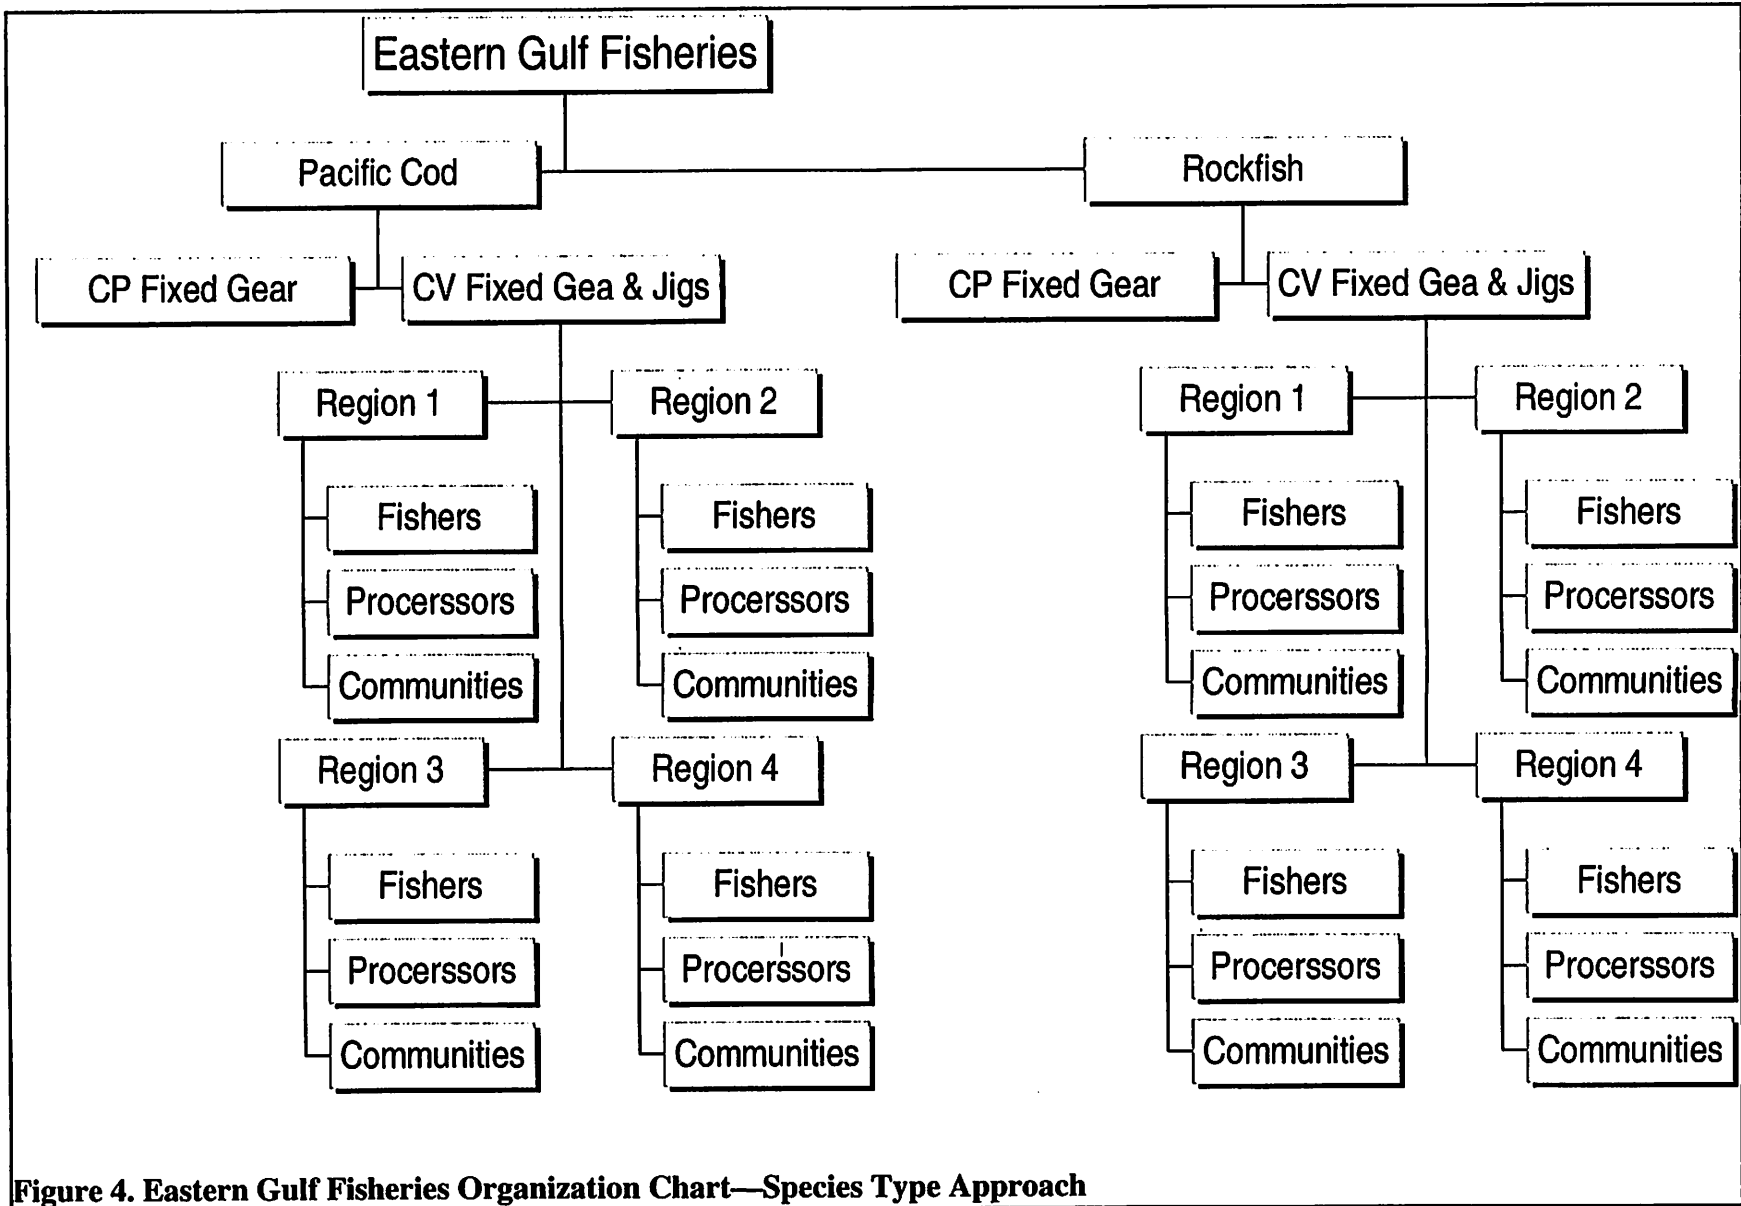 Eastern Gulf Fisheries
Pacific Cod
Rockfish
CP Fixed Gear
CV Fixed Gea & Jigs
CP Fixed Gear
CV Fixed Gea & Jigs
Region 1
Region 2
Region 1
Region 2
Fishers
Fishers
Fishers
Fishers
Procerssors
Procerssors
Procerssors
Procerssors
Communities
Communities
Communities
Communities
Region 3
Region 4
Region 3
Region 4
Fishers
Fishers
Fishers
Fishers
Procerssors
Procerssors
Procerssors
Procerssors
Communities
Communities
Communities
Communities
Figure 4. Eastern Gulf Fisheries Organization Chart—Species Type Approach